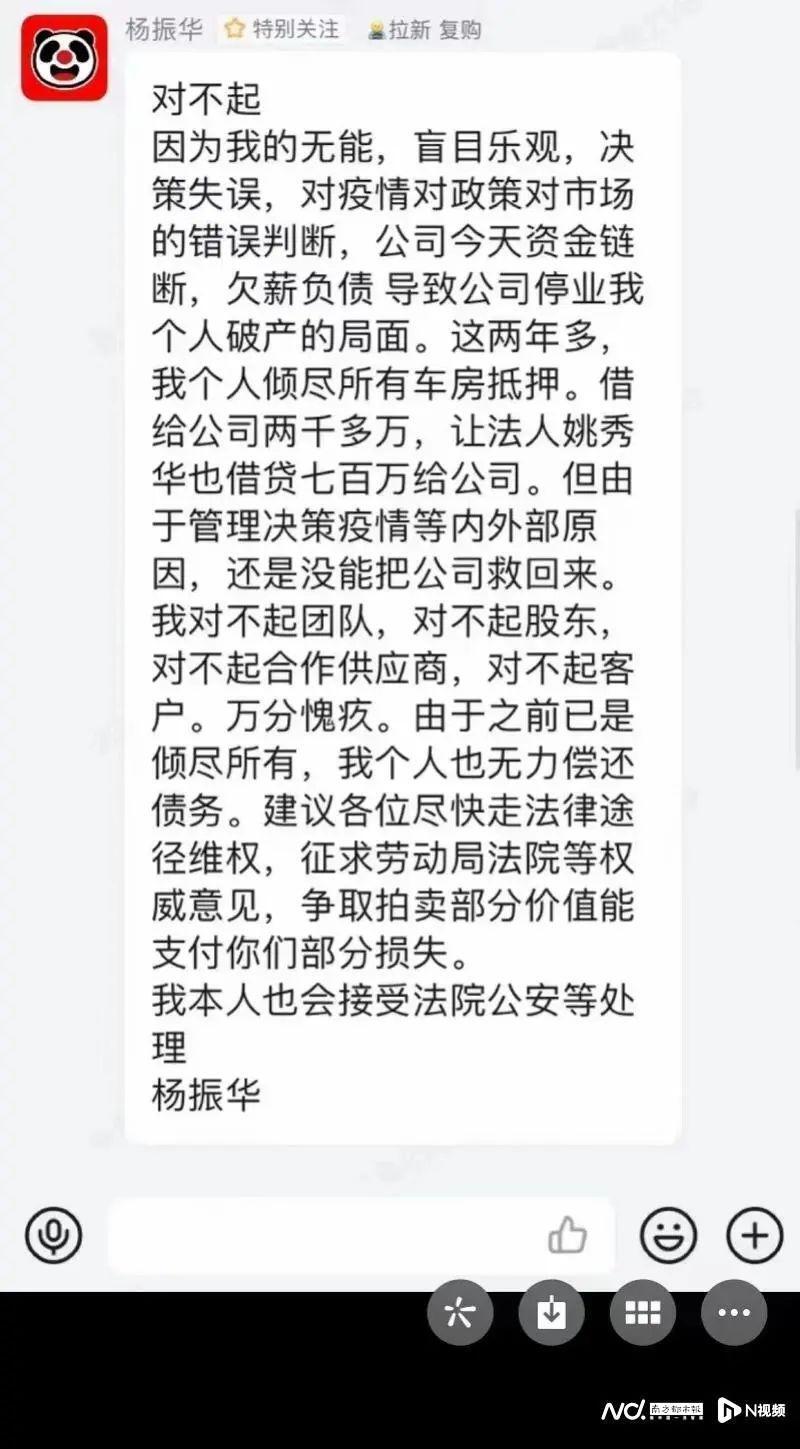 杨振华 特别关注 拉新 复购
对不起
因为我的无能，盲目乐观，决
策失误，对疫情对政策对市场
的错误判断，公司今天资金链
断，欠薪负债 导致公司停业我
个人破产的局面。这两年多，
我个人倾尽所有车房抵押。借
给公司两千多万，让法人姚秀
华也借贷七百万给公司。但由
于管理决策疫情等内外部原
因，还是没能把公司救回来。
我对不起团队，对不起股东，
对不起合作供应商，对不起客
户。万分愧疚。由于之前已是
倾尽所有，我个人也无力偿还
债务。建议各位尽快走法律途
径维权，征求劳动局法院等权
威意见，争取拍卖部分价值能
支付你们部分损失。
我本人也会接受法院公安等处
理
杨振华
南方都市报 N视频